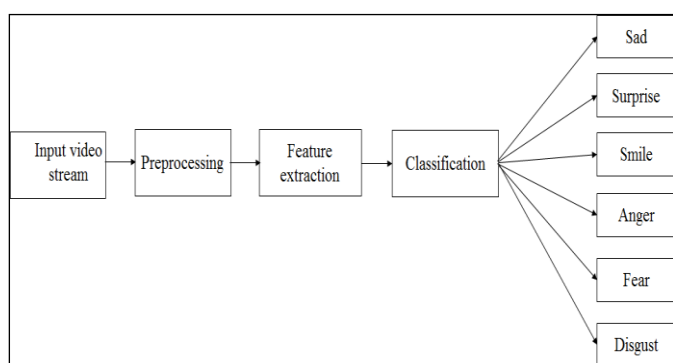 Input video
stream
Preprocessing
Feature
extraction
Classification
Sad
Surprise
Smile
Anger
Fear
Disgust